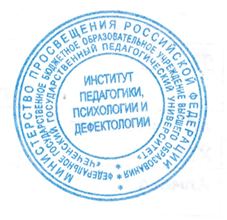 МИНИСТЕРСТВО ПРОСВЕЩЕНИЯ РОССИЙСКОЙ ФЕДЕРАЦИИ
ФЕДЕРАЛЬНОЕ ГОСУДАРСТВЕННОЕ БЮДЖЕТНОЕ ОБРАЗОВАТЕЛЬНОЕ УЧРЕЖДЕНИЕ ВЫСШЕГО ОБРАЗОВАНИЯ
«ЧЕЧЕНСКИЙ ГОСУДАРСТВЕННЫЙ ПЕДАГОГИЧЕСКИЙ УНИВЕРСИТЕТ»
ИНСТИТУТ
ПЕДАГОГИКИ,
ПСИХОЛОГИИ И
ДЕФЕКТОЛОГИИ